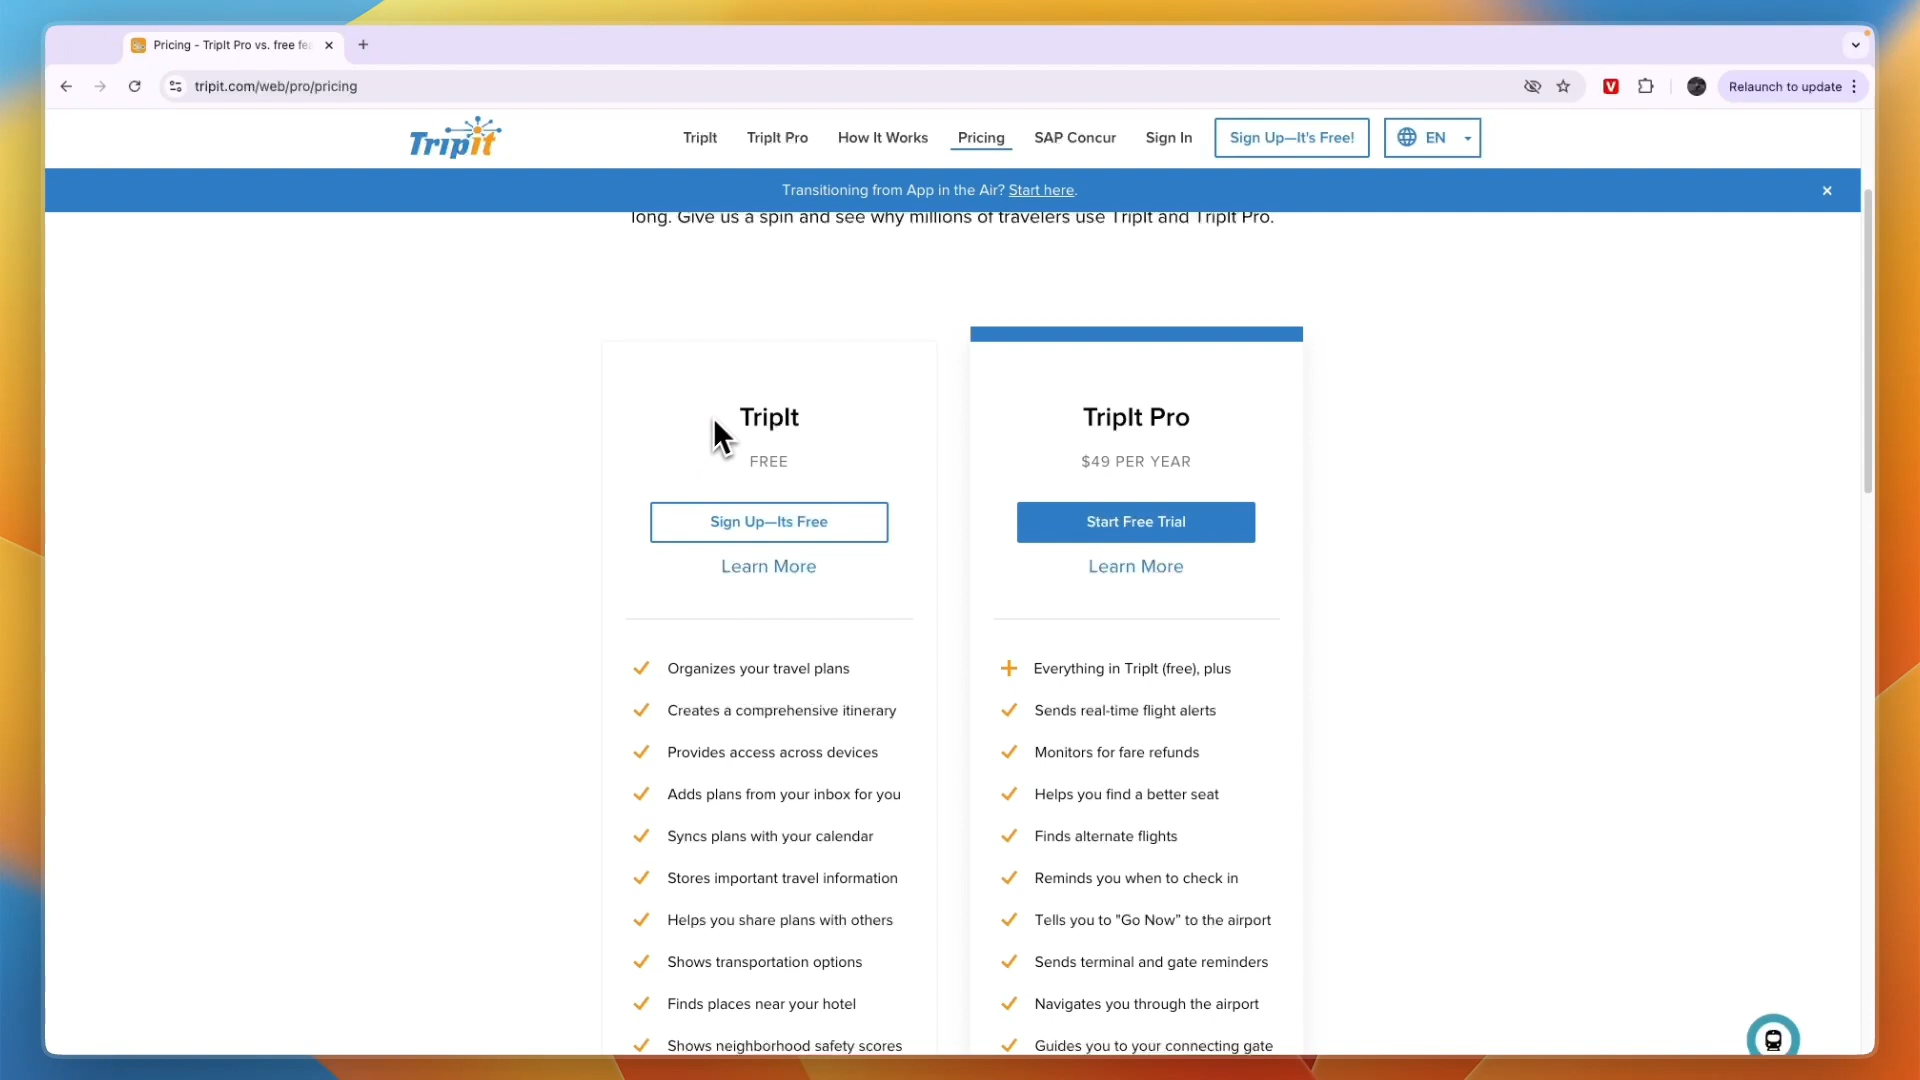 Pricing - TripIt Pro vs. free fea
tripit.com/web/pro/pricing
V
Relaunch to update
TripIt
TripIt
TripIt Pro
How It Works
Pricing
SAP Concur
Sign In
Sign Up—It's Free!
EN
Transitioning from App in the Air? Start here.
long. Give us a spin and see why millions of travelers use TripIt and TripIt Pro.
TripIt
FREE
Sign Up—Its Free
Learn More
Organizes your travel plans
Creates a comprehensive itinerary
Provides access across devices
Adds plans from your inbox for you
Syncs plans with your calendar
Stores important travel information
Helps you share plans with others
Shows transportation options
Finds places near your hotel
Shows neighborhood safety scores
TripIt Pro
$49 PER YEAR
Start Free Trial
Learn More
Everything in TripIt (free), plus
Sends real-time flight alerts
Monitors for fare refunds
Helps you find a better seat
Finds alternate flights
Reminds you when to check in
Tells you to "Go Now” to the airport
Sends terminal and gate reminders
Navigates you through the airport
Guides you to your connecting gate